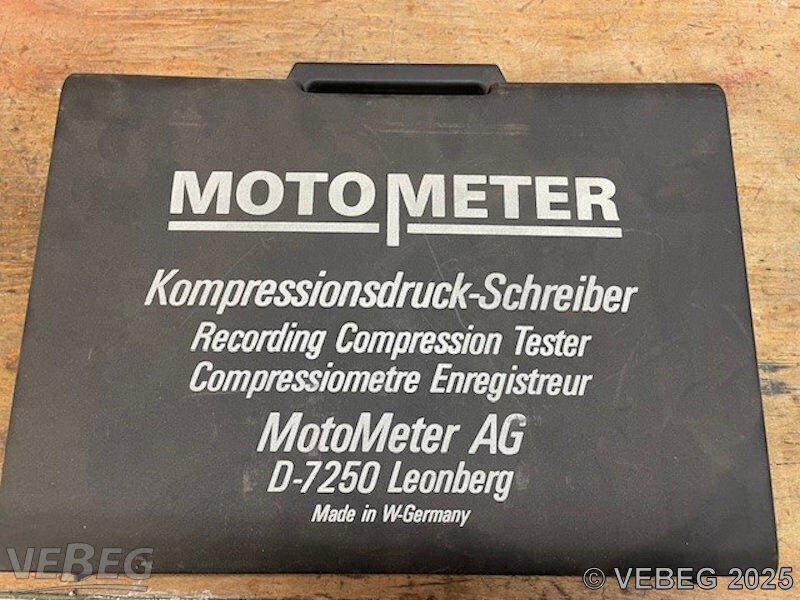 MOTOMETER
Kompressionsdruck-Schreiber
Recording Compression Tester
Compressiometre Enregistreur
MotoMeter AG
D-7250 Leonberg
Made in W-Germany
VEBEG
© VEBEG 2025